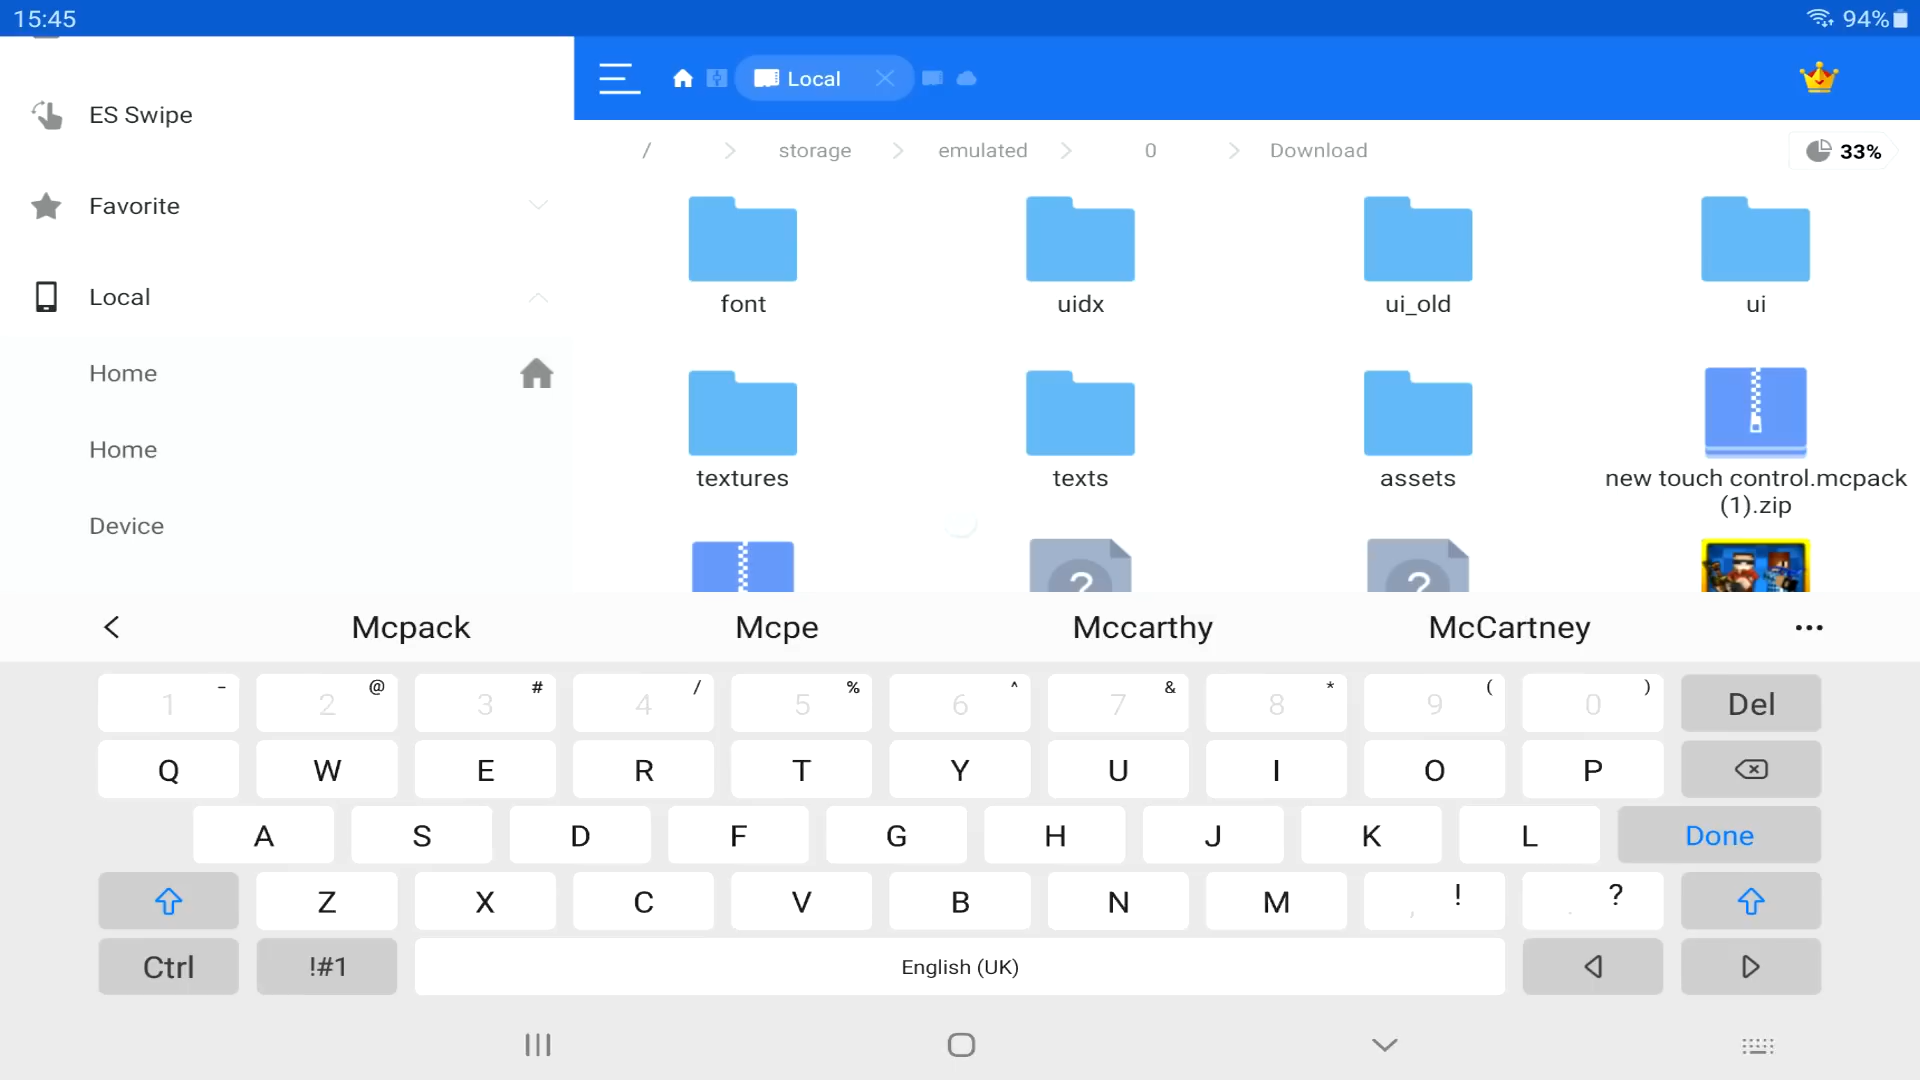 15:45
94%
ES Swipe
Favorite
Local
Home
Home
Device
Local
/ storage emulated 0 Download
33%
font uidx ui_old ui
textures texts assets new touch control.mcpack
(1).zip
? ?
Mcpack Mcpe Mccarthy McCartney
1 - 2 @ 3 # 4 / 5 % 6 ^ 7 & 8 * 9 ( 0 ) Del
Q W E R T Y U I O P
A S D F G H J K L Done
Z X C V B N M , ! . ?
Ctrl !#1 English (UK)